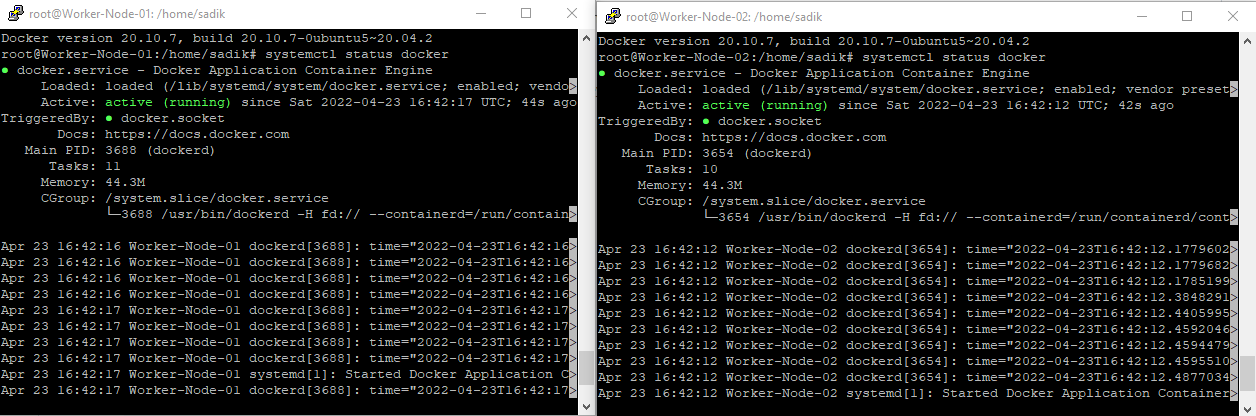 root@Worker-Node-01: /home/sadik
Docker version 20.10.7, build 20.10.7-0ubuntu5~20.04.2
root@Worker-Node-01:/home/sadik# systemctl status docker
● docker.service - Docker Application Container Engine
     Loaded: loaded (/lib/systemd/system/docker.service; enabled; vendo>
     Active: active (running) since Sat 2022-04-23 16:42:17 UTC; 44s ago
TriggeredBy: ● docker.socket
       Docs: https://docs.docker.com
   Main PID: 3688 (dockerd)
      Tasks: 11
     Memory: 44.3M
     CGroup: /system.slice/docker.service
             └─3688 /usr/bin/dockerd -H fd:// --containerd=/run/contain>
Apr 23 16:42:16 Worker-Node-01 dockerd[3688]: time="2022-04-23T16:42:16>
Apr 23 16:42:16 Worker-Node-01 dockerd[3688]: time="2022-04-23T16:42:16>
Apr 23 16:42:16 Worker-Node-01 dockerd[3688]: time="2022-04-23T16:42:16>
Apr 23 16:42:16 Worker-Node-01 dockerd[3688]: time="2022-04-23T16:42:16>
Apr 23 16:42:17 Worker-Node-01 dockerd[3688]: time="2022-04-23T16:42:17>
Apr 23 16:42:17 Worker-Node-01 dockerd[3688]: time="2022-04-23T16:42:17>
Apr 23 16:42:17 Worker-Node-01 dockerd[3688]: time="2022-04-23T16:42:17>
Apr 23 16:42:17 Worker-Node-01 dockerd[3688]: time="2022-04-23T16:42:17>
Apr 23 16:42:17 Worker-Node-01 systemd[1]: Started Docker Application C>
Apr 23 16:42:17 Worker-Node-01 dockerd[3688]: time="2022-04-23T16:42:17>
root@Worker-Node-02: /home/sadik
Docker version 20.10.7, build 20.10.7-0ubuntu5~20.04.2
root@Worker-Node-02:/home/sadik# systemctl status docker
● docker.service - Docker Application Container Engine
     Loaded: loaded (/lib/systemd/system/docker.service; enabled; vendor preset>
     Active: active (running) since Sat 2022-04-23 16:42:12 UTC; 42s ago
TriggeredBy: ● docker.socket
       Docs: https://docs.docker.com
   Main PID: 3654 (dockerd)
      Tasks: 10
     Memory: 44.3M
     CGroup: /system.slice/docker.service
             └─3654 /usr/bin/dockerd -H fd:// --containerd=/run/containerd/cont>
Apr 23 16:42:12 Worker-Node-02 dockerd[3654]: time="2022-04-23T16:42:12.1779602>
Apr 23 16:42:12 Worker-Node-02 dockerd[3654]: time="2022-04-23T16:42:12.1779682>
Apr 23 16:42:12 Worker-Node-02 dockerd[3654]: time="2022-04-23T16:42:12.1785199>
Apr 23 16:42:12 Worker-Node-02 dockerd[3654]: time="2022-04-23T16:42:12.3848291>
Apr 23 16:42:12 Worker-Node-02 dockerd[3654]: time="2022-04-23T16:42:12.4405995>
Apr 23 16:42:12 Worker-Node-02 dockerd[3654]: time="2022-04-23T16:42:12.4592046>
Apr 23 16:42:12 Worker-Node-02 dockerd[3654]: time="2022-04-23T16:42:12.4594479>
Apr 23 16:42:12 Worker-Node-02 dockerd[3654]: time="2022-04-23T16:42:12.4595510>
Apr 23 16:42:12 Worker-Node-02 dockerd[3654]: time="2022-04-23T16:42:12.4877034>
Apr 23 16:42:12 Worker-Node-02 systemd[1]: Started Docker Application Container>